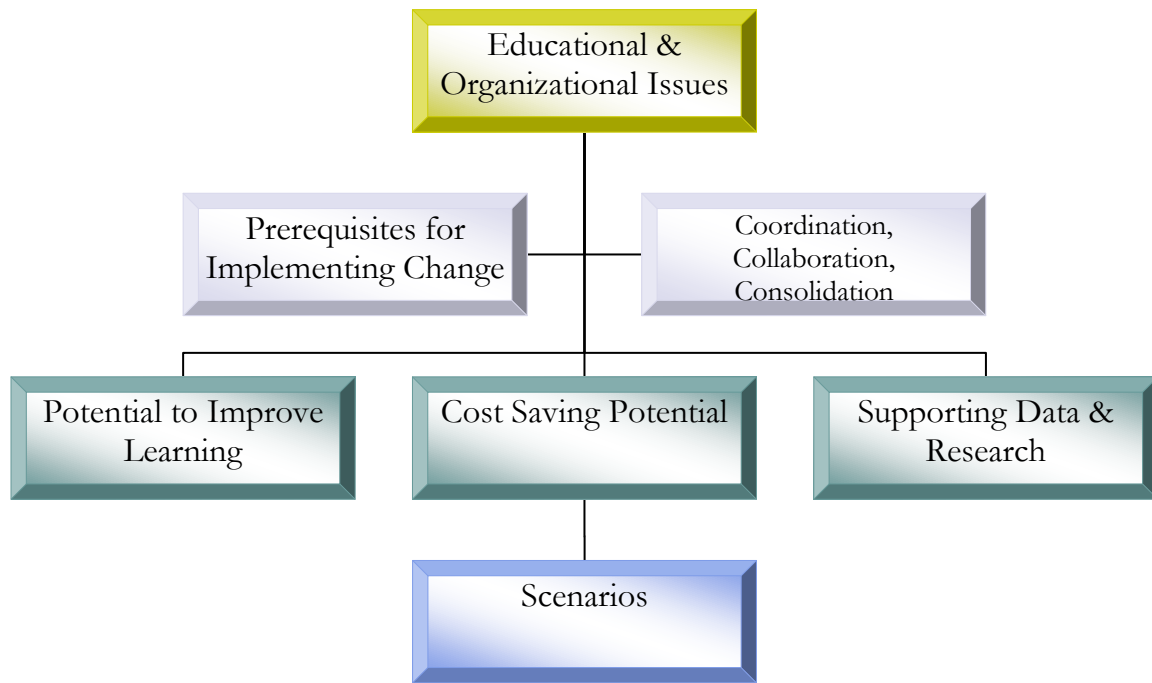 Educational &
Organizational Issues
Prerequisites for
Implementing Change
Coordination,
Collaboration,
Consolidation
Potential to Improve
Learning
Cost Saving Potential
Supporting Data &
Research
Scenarios